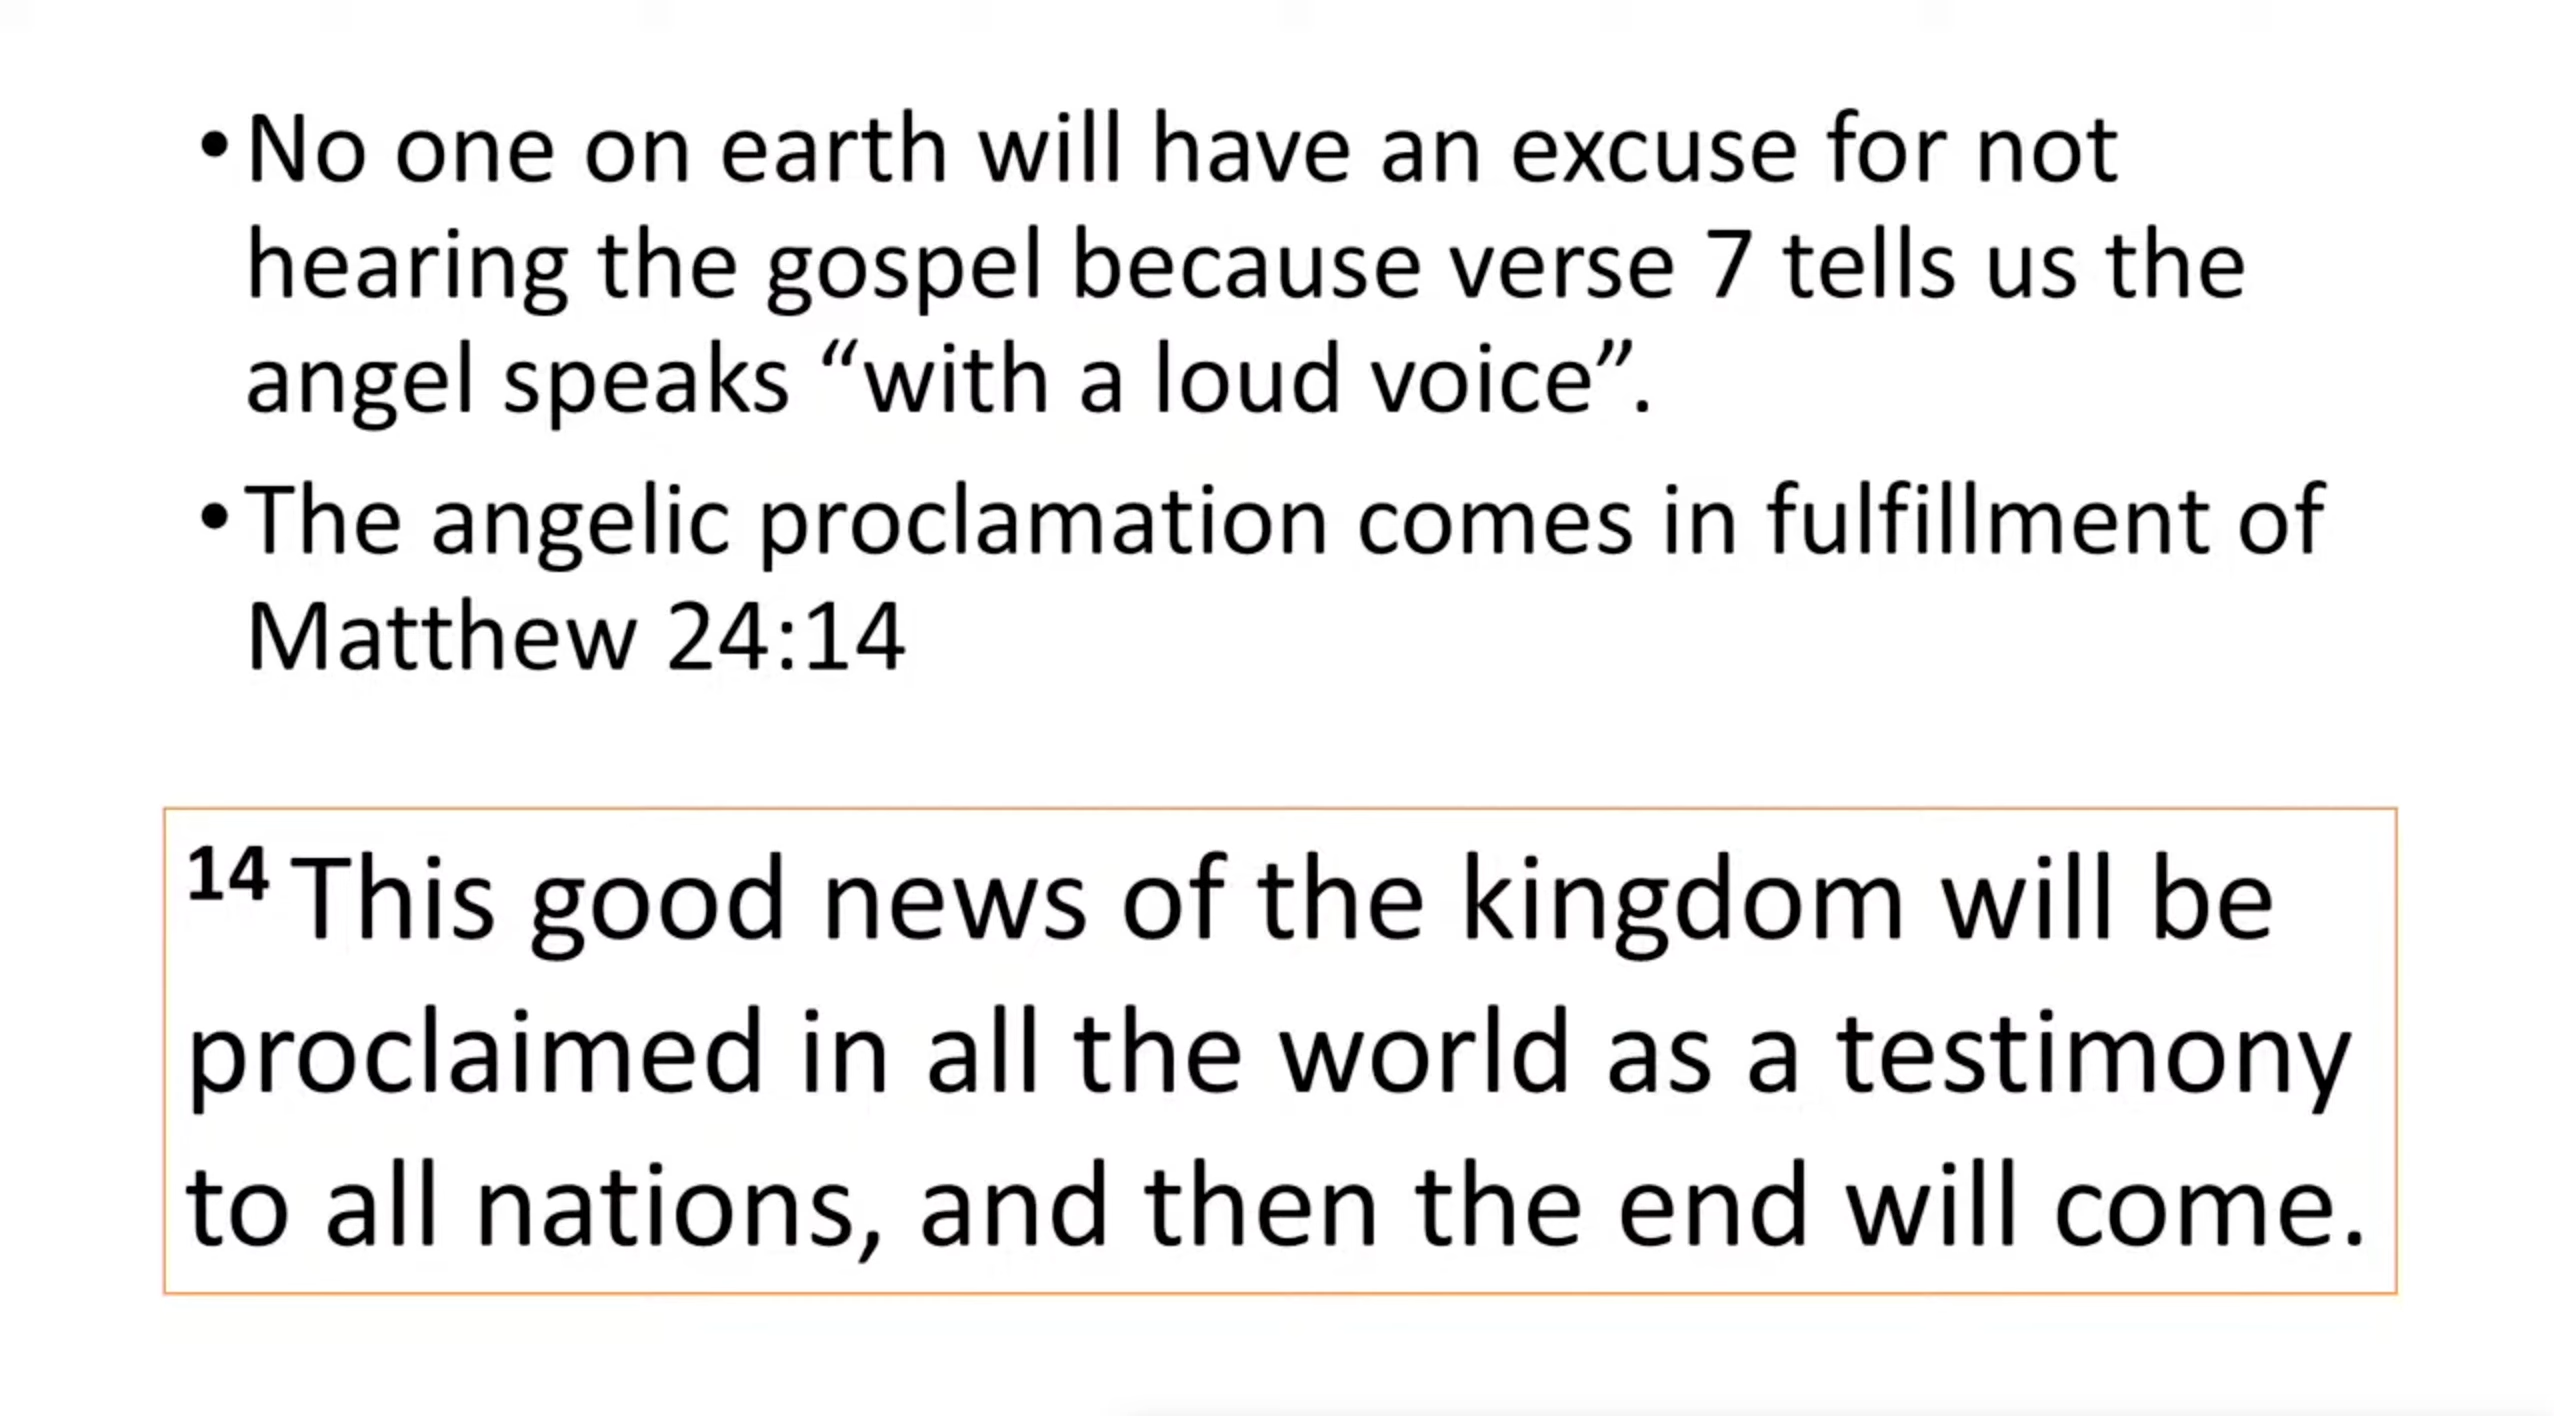 • No one on earth will have an excuse for not
hearing the gospel because verse 7 tells us the
angel speaks “with a loud voice”.
• The angelic proclamation comes in fulfillment of
Matthew 24:14
14 This good news of the kingdom will be
proclaimed in all the world as a testimony
to all nations, and then the end will come.